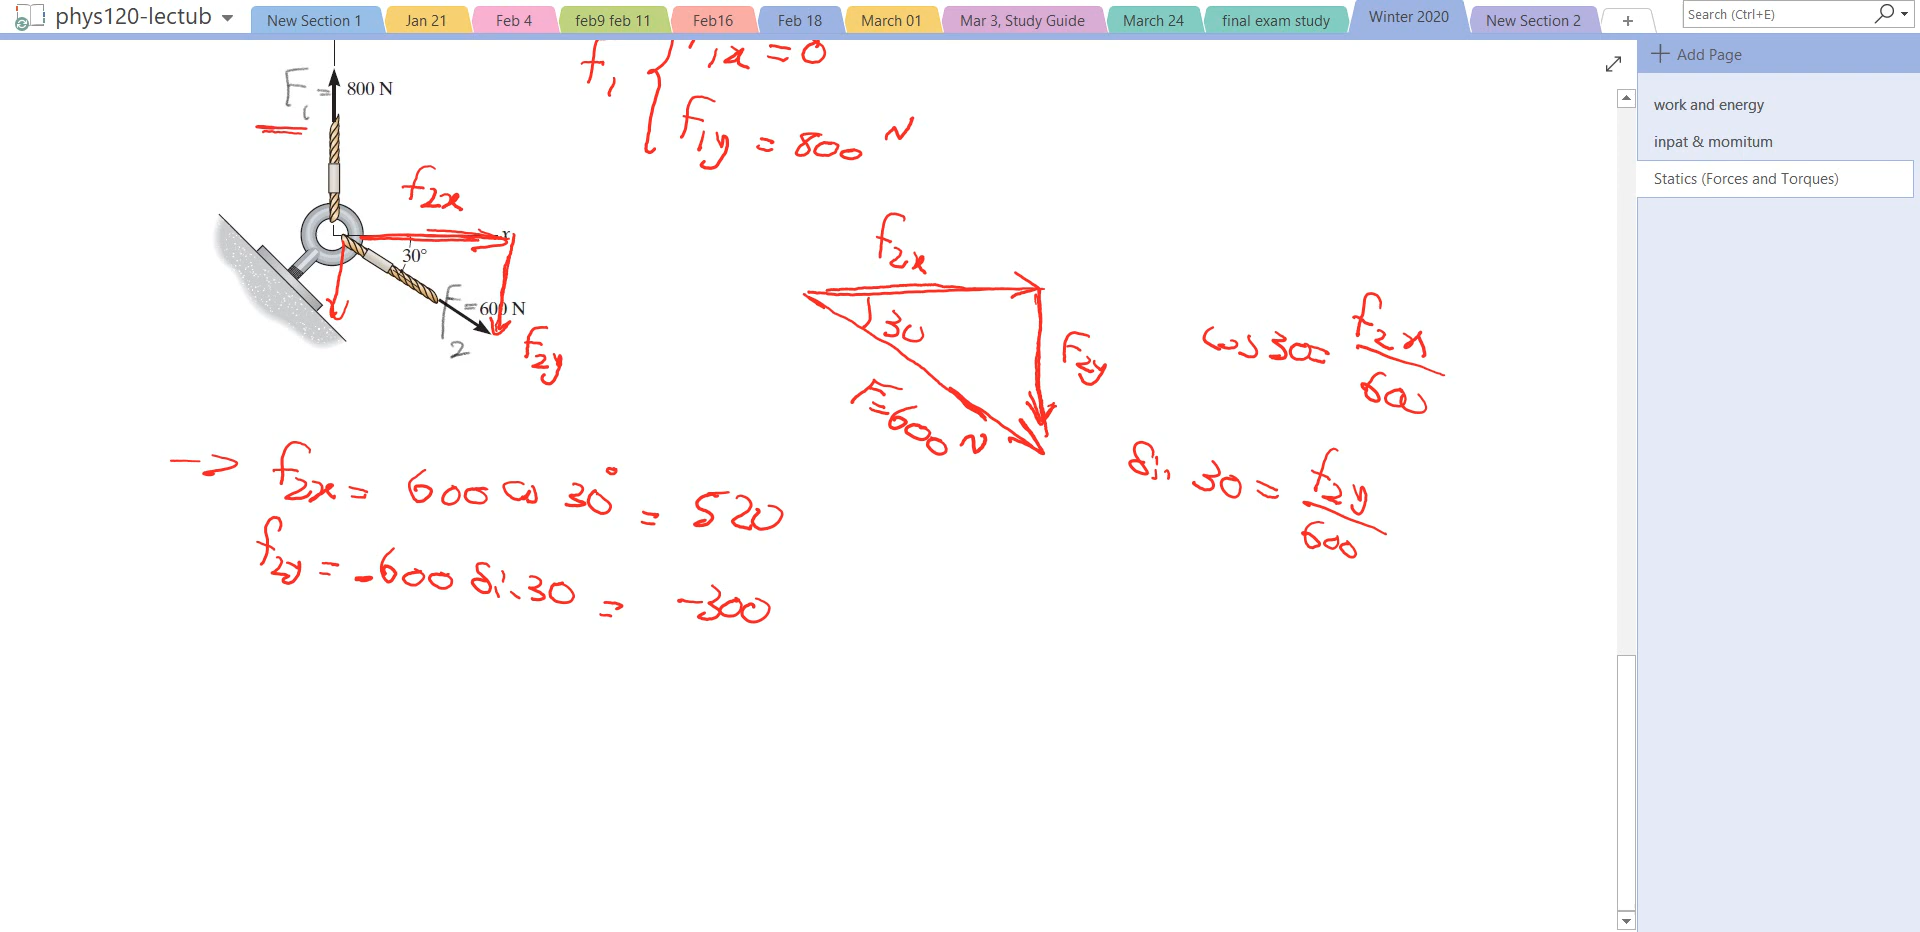 phys120-lectub
New Section 1
Jan 21
Feb 4
feb9 feb 11
Feb16
Feb 18
March 01
Mar 3, Study Guide
March 24
final exam study
Winter 2020
New Section 2
+
Search (Ctrl+E)
Add Page
work and energy
inpat & momitum
Statics (Forces and Torques)
F1 =
800 N
f1
1x = 0
f1y = 800 N
f2x
x
30°
F2
= 600 N
F2y
f2x
30
F2y
F=600 N
cos 30 = f2x
600
sin 30 = f2y
600
-> f2x = 600 cos 30° = 520
f2y = -600 sin 30 = -300